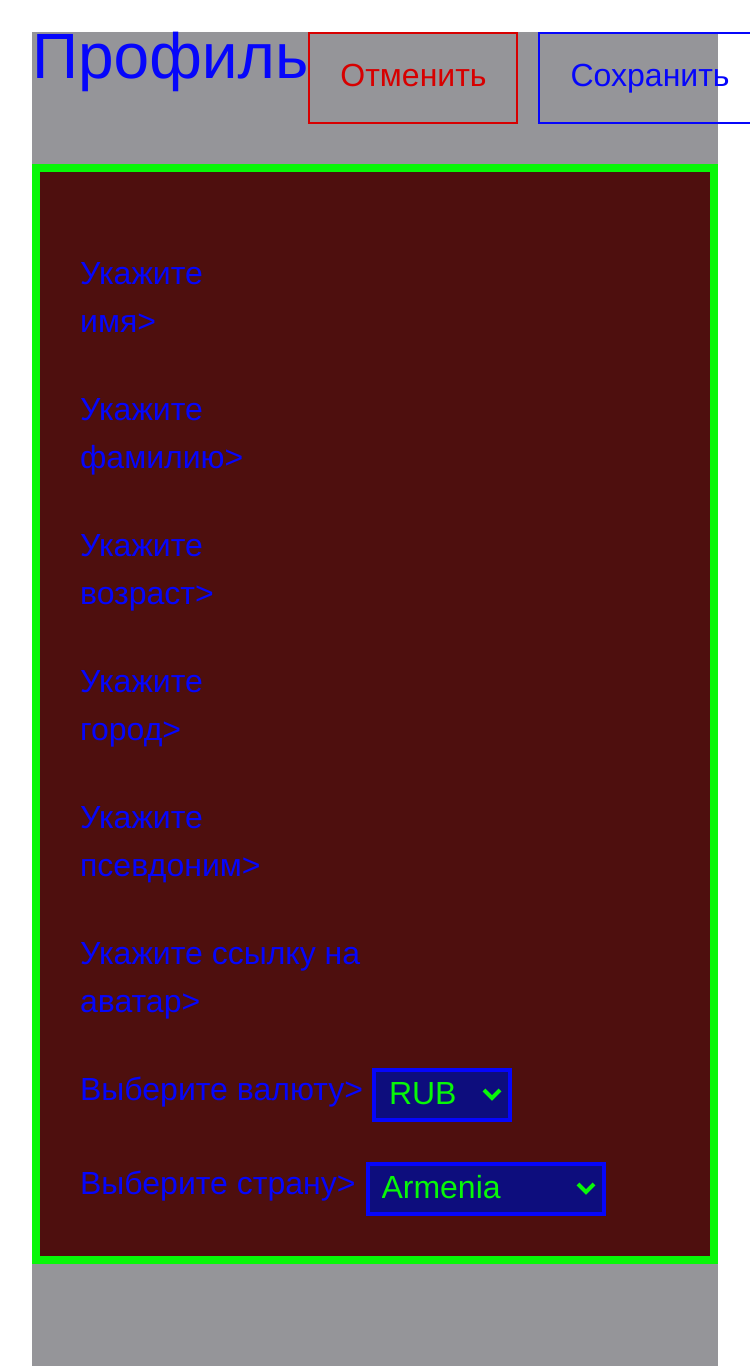 Профиль Отменить Сохранить
Укажите
имя>
Укажите
фамилию>
Укажите
возраст>
Укажите
город>
Укажите
псевдоним>
Укажите ссылку на
аватар>
Выберите валюту> RUB
Выберите страну> Armenia